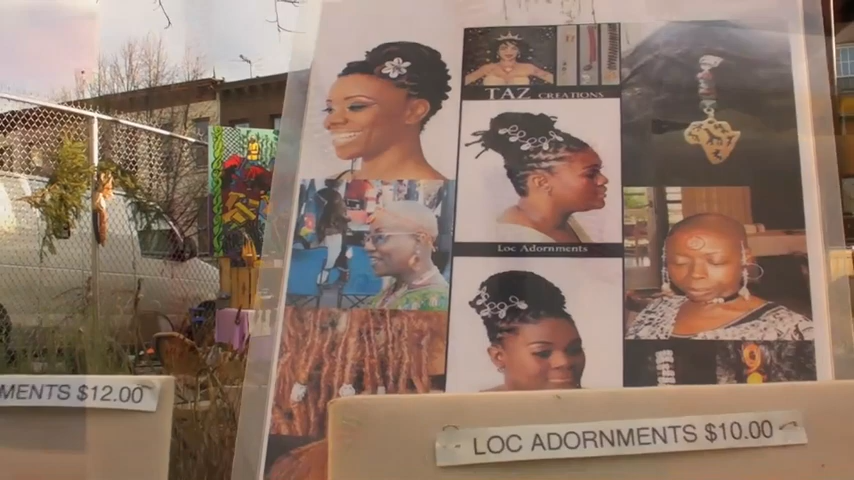 TAZ CREATIONS
Loc Adornments
MENTS $12.00
LOC ADORNMENTS $10.00